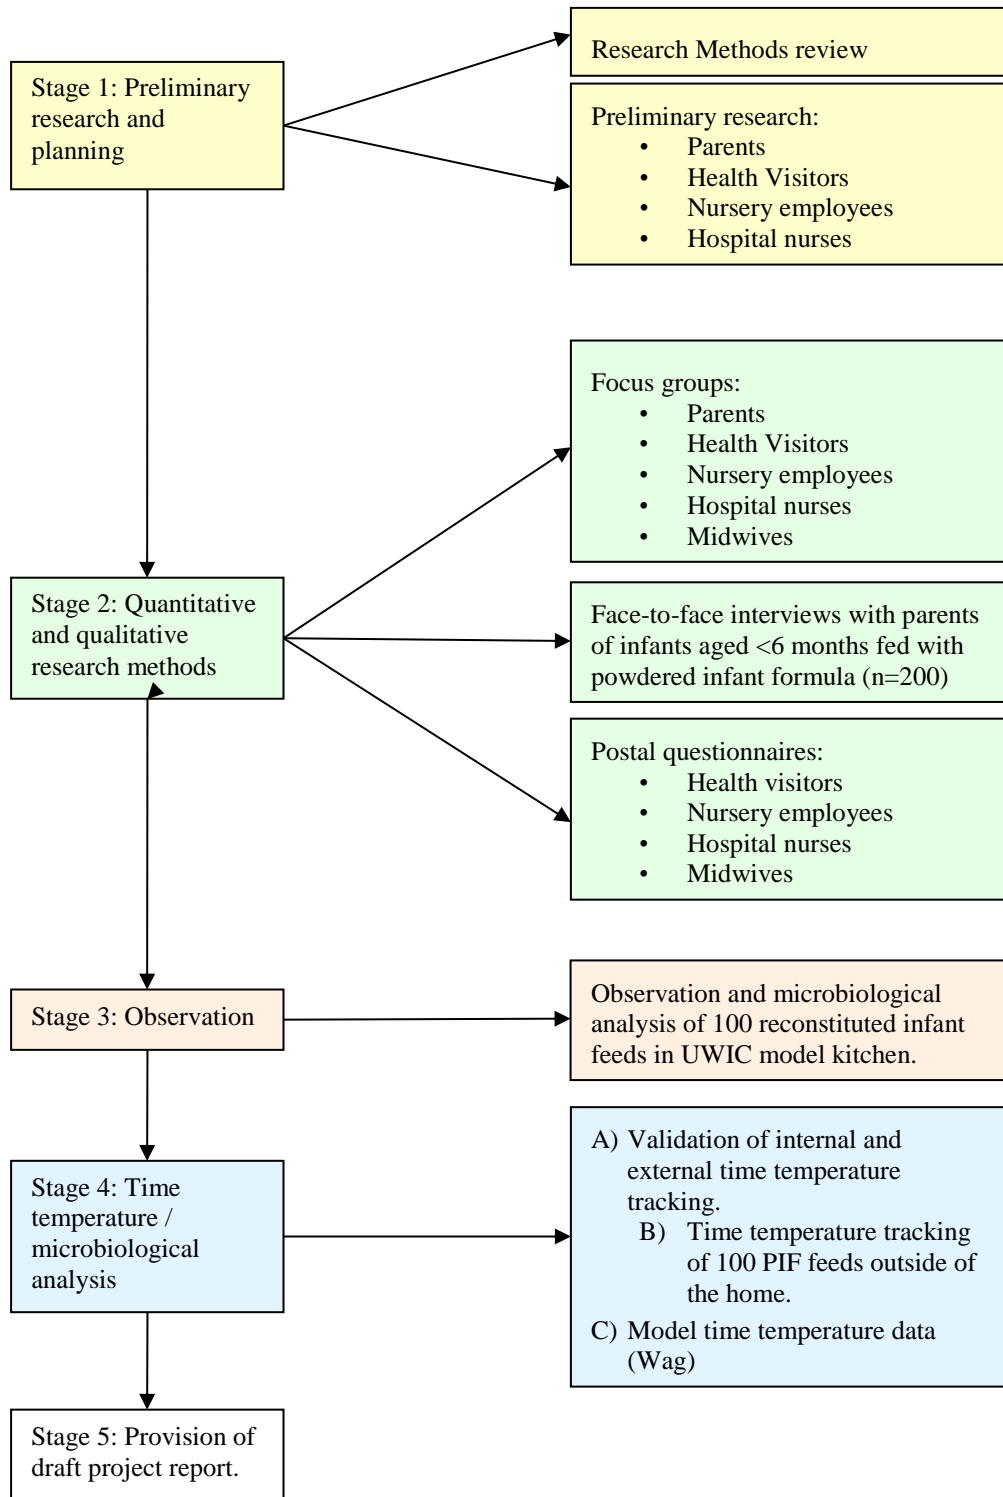 Research Methods review
Stage 1: Preliminary
research and
planning
Preliminary research:
• Parents
• Health Visitors
• Nursery employees
• Hospital nurses
Focus groups:
• Parents
• Health Visitors
• Nursery employees
• Hospital nurses
• Midwives
Stage 2: Quantitative
and qualitative
research methods
Face-to-face interviews with parents
of infants aged <6 months fed with
powdered infant formula (n=200)
Postal questionnaires:
• Health visitors
• Nursery employees
• Hospital nurses
• Midwives
Stage 3: Observation
Observation and microbiological
analysis of 100 reconstituted infant
feeds in UWIC model kitchen.
Stage 4: Time
temperature /
microbiological
analysis
A) Validation of internal and
external time temperature
tracking.
B) Time temperature tracking
of 100 PIF feeds outside of
the home.
C) Model time temperature data
(Wag)
Stage 5: Provision of
draft project report.